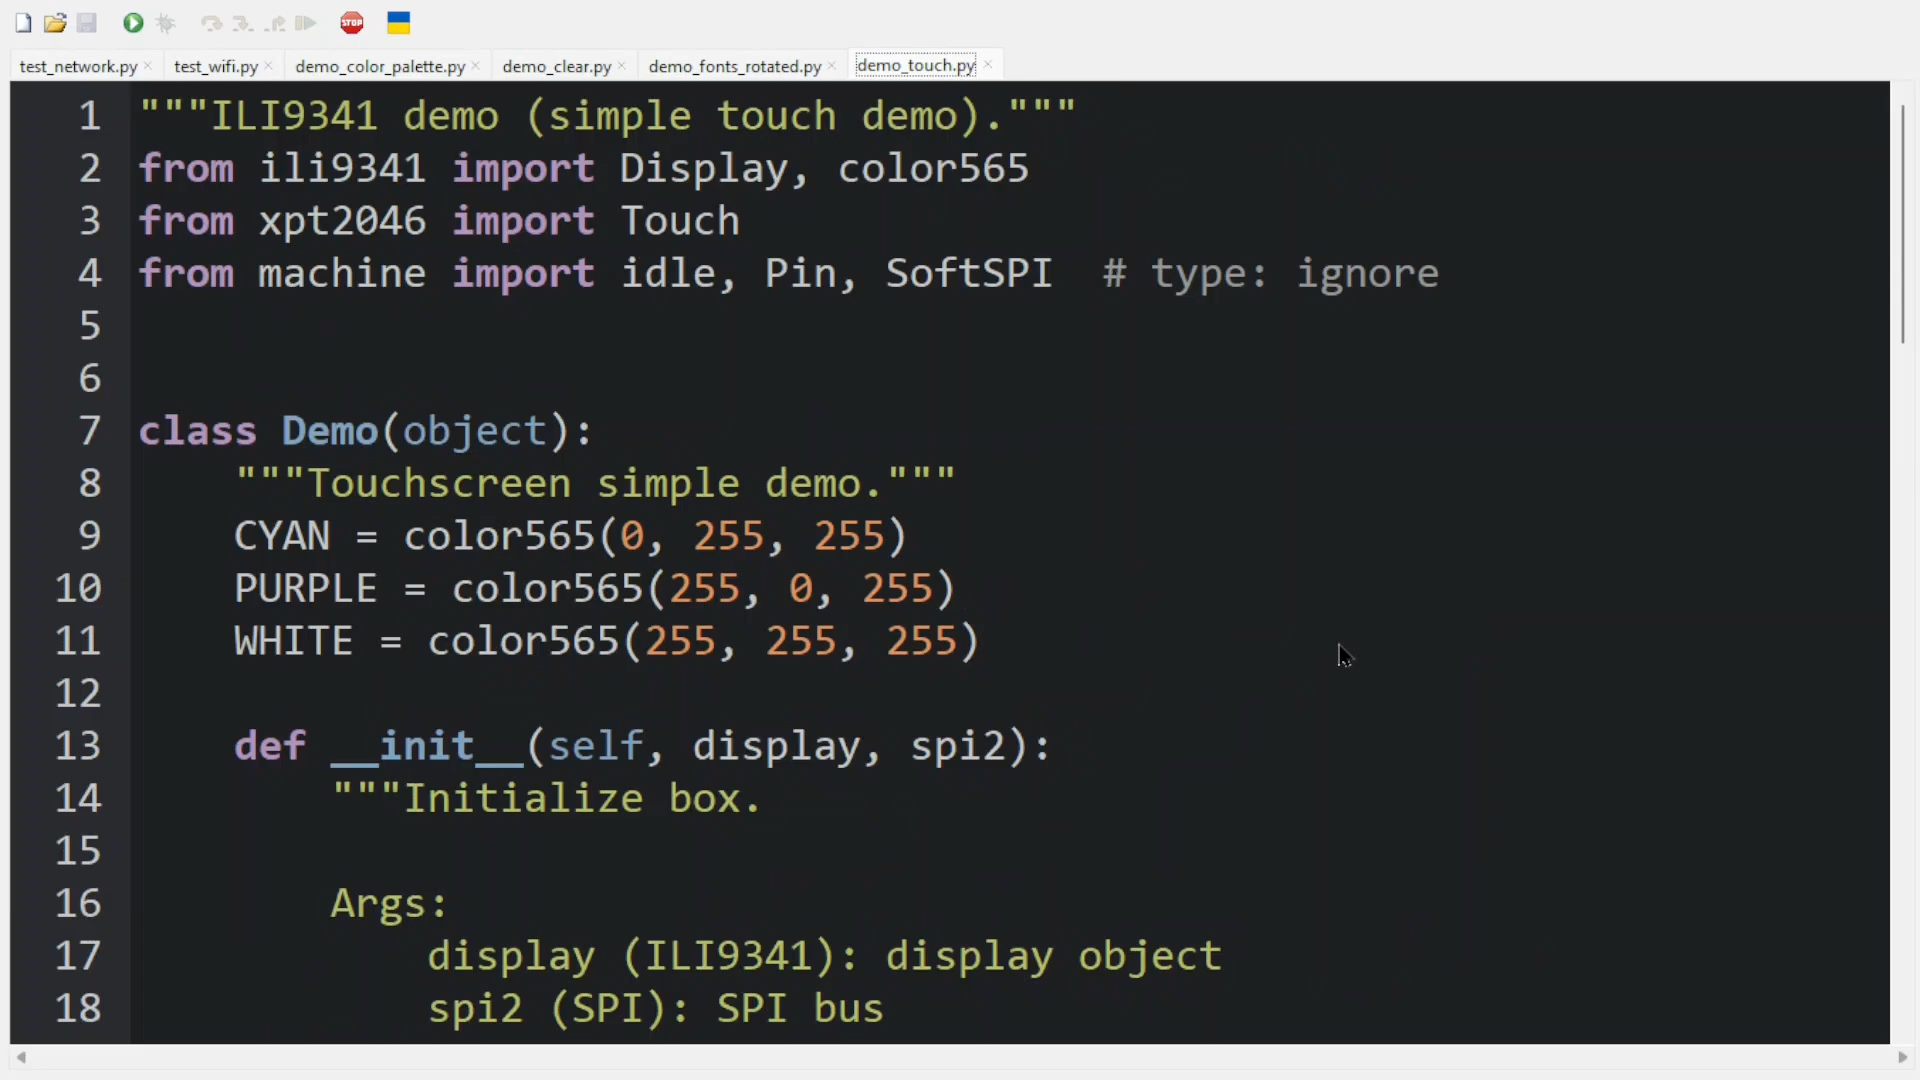 STOP
test_network.py test_wifi.py demo_color_palette.py demo_clear.py demo_fonts_rotated.py demo_touch.py
1 """ILI9341 demo (simple touch demo)."""
2 from ili9341 import Display, color565
3 from xpt2046 import Touch
4 from machine import idle, Pin, SoftSPI  # type: ignore
5
6
7 class Demo(object):
8     """Touchscreen simple demo."""
9     CYAN = color565(0, 255, 255)
10     PURPLE = color565(255, 0, 255)
11     WHITE = color565(255, 255, 255)
12
13     def __init__(self, display, spi2):
14         """Initialize box.
15
16         Args:
17             display (ILI9341): display object
18             spi2 (SPI): SPI bus